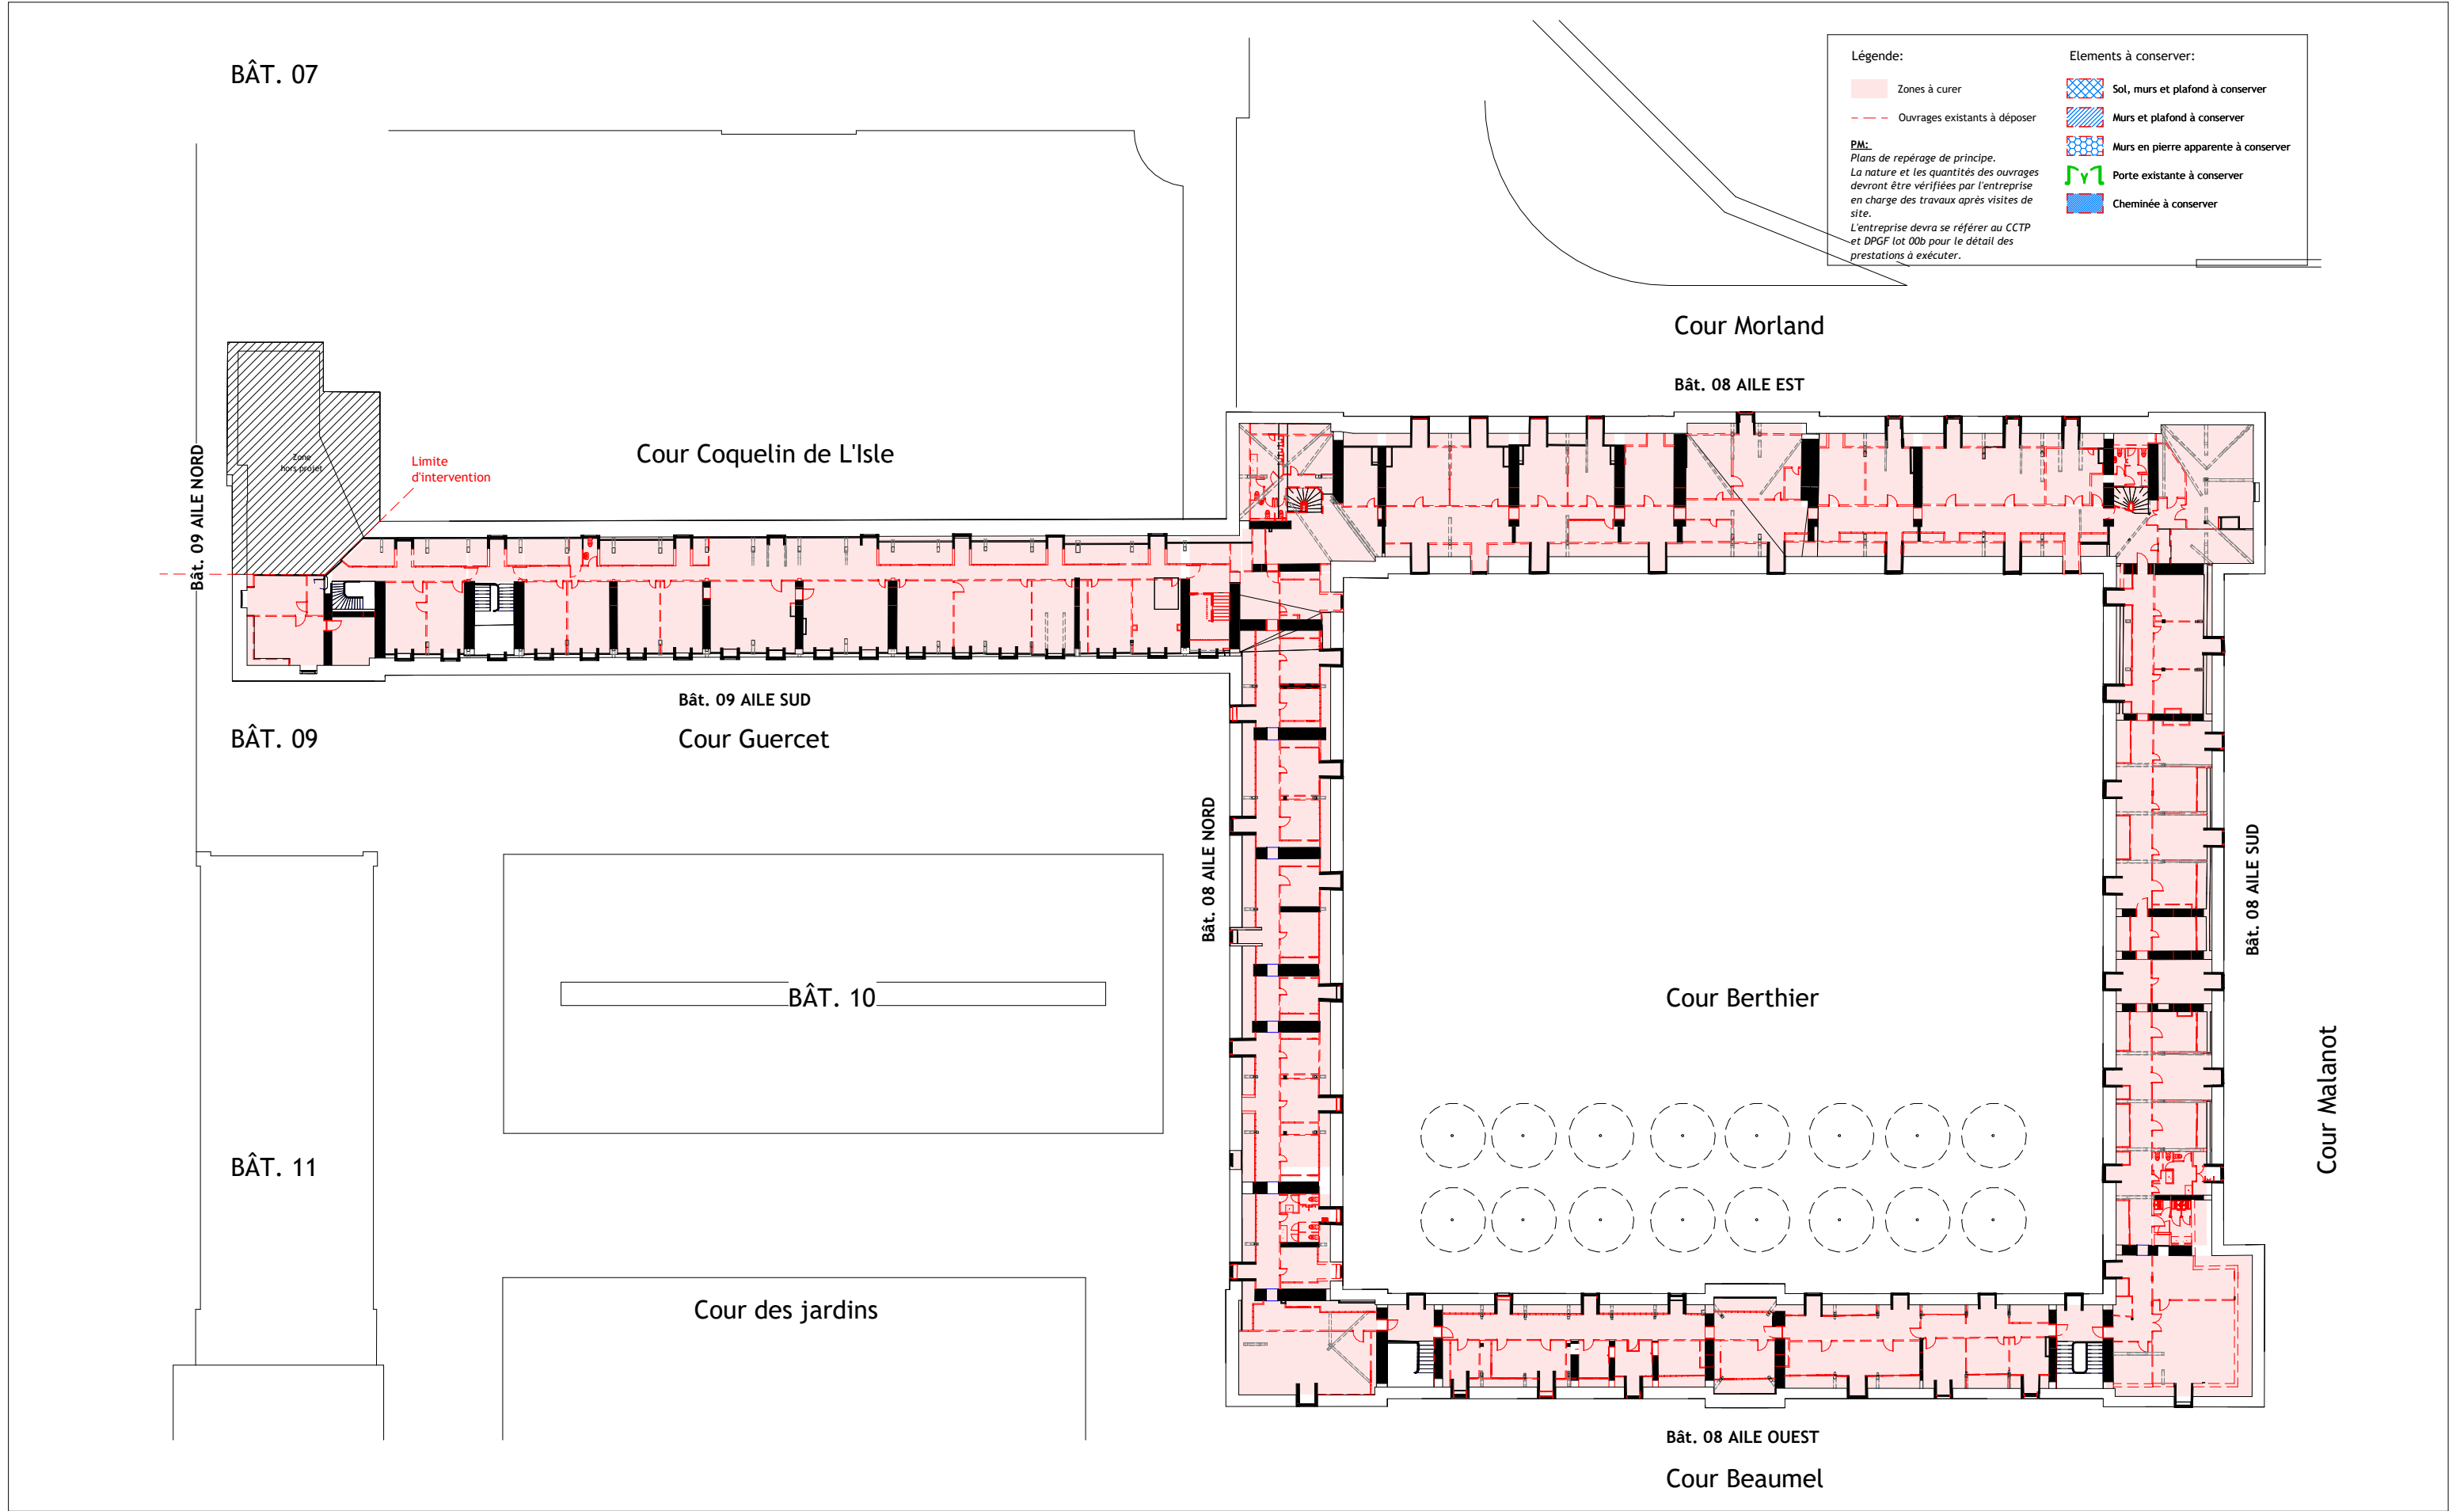 BÂT. 07
Légende:
Zones à curer
Ouvrages existants à déposer
PM:
Plans de repérage de principe.
La nature et les quantités des ouvrages
devront être vérifiées par l'entreprise
en charge des travaux après visites de
site.
L'entreprise devra se référer au CCTP
et DPGF lot 00b pour le détail des
prestations à exécuter.
Elements à conserver:
Sol, murs et plafond à conserver
Murs et plafond à conserver
Murs en pierre apparente à conserver
Porte existante à conserver
Cheminée à conserver
Cour Morland
Bât. 08 AILE EST
Cour Coquelin de L'Isle
Zone
hors projet
Limite
d'intervention
Bât. 09 AILE NORD
Bât. 09 AILE SUD
BÂT. 09
Cour Guercet
Bât. 08 AILE NORD
Bât. 08 AILE SUD
BÂT. 10
Cour Berthier
Cour Malanot
BÂT. 11
Cour des jardins
Bât. 08 AILE OUEST
Cour Beaumel